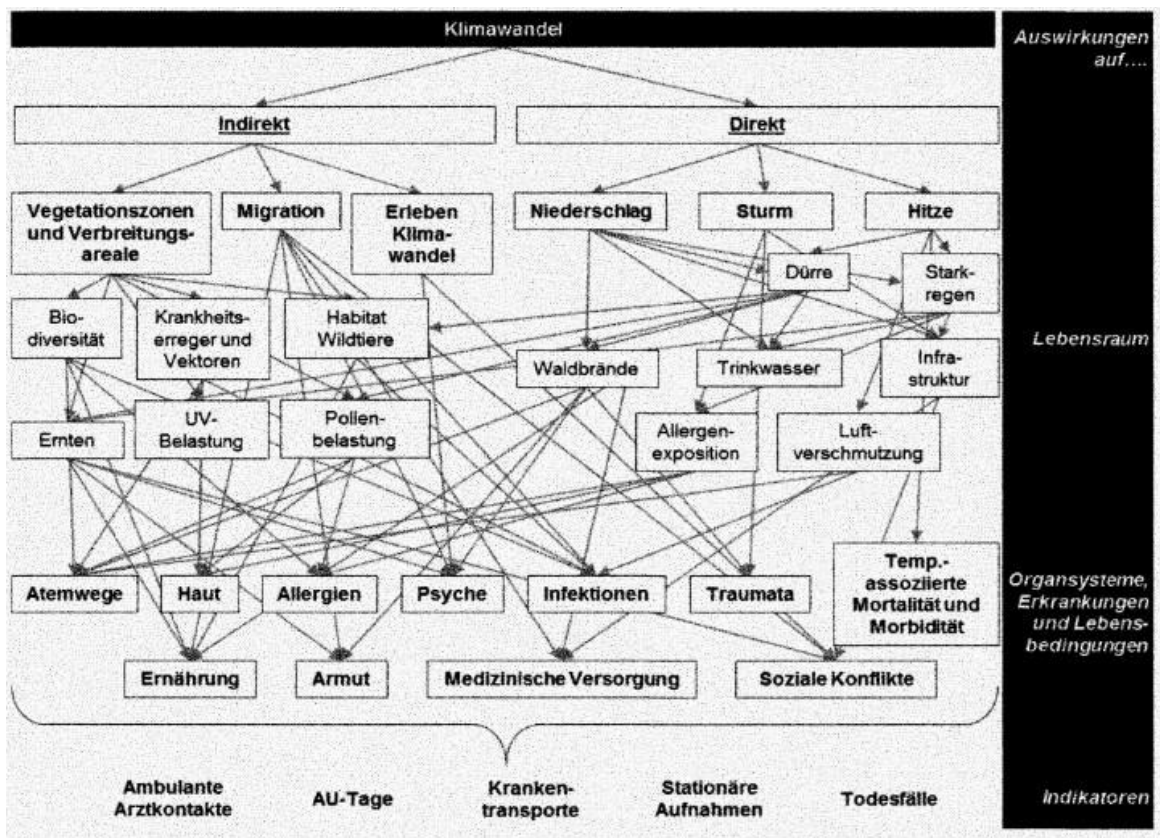 Klimawandel
Auswirkungen
auf....
Indirekt
Direkt
Vegetationszonen
und Verbreitungs-
areale
Migration
Erleben
Klima-
wandel
Niederschlag
Sturm
Hitze
Dürre
Stark-
regen
Bio-
diversität
Krankheits-
erreger und
Vektoren
Habitat
Wildtiere
Waldbrände
Trinkwasser
Infra-
struktur
Lebensraum
Ernten
UV-
Belastung
Pollen-
belastung
Allergen-
exposition
Luft-
verschmutzung
Atemwege
Haut
Allergien
Psyche
Infektionen
Traumata
Temp.-
assoziierte
Mortalität und
Morbidität
Organsysteme,
Erkrankungen
und Lebens-
bedingungen
Ernährung
Armut
Medizinische Versorgung
Soziale Konflikte
Ambulante
Arztkontakte
AU-Tage
Kranken-
transporte
Stationäre
Aufnahmen
Todesfälle
Indikatoren